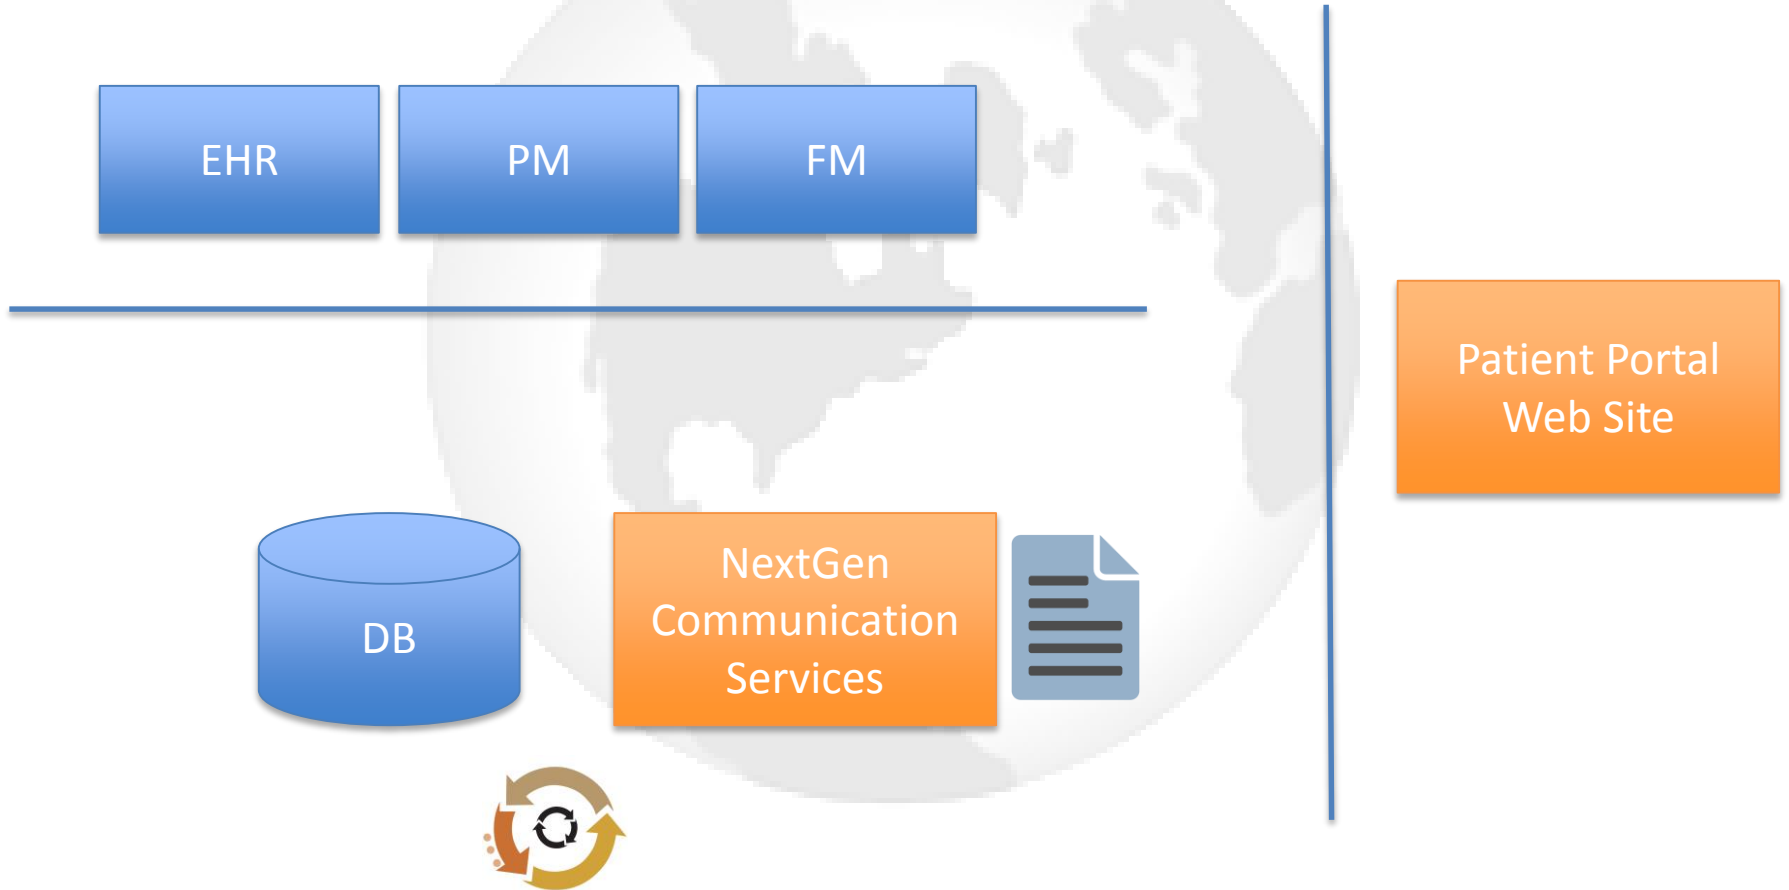 EHR
PM
FM
Patient Portal
Web Site
DB
NextGen
Communication
Services